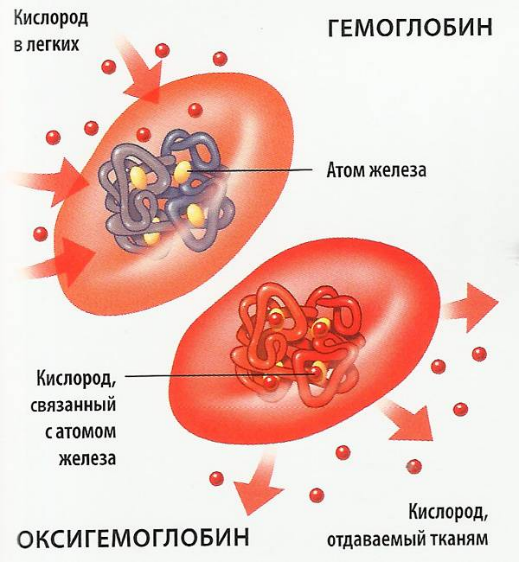 Кислород
в легких
ГЕМОГЛОБИН
Атом железа
Кислород,
связанный
с атомом
железа
Кислород,
отдаваемый тканям
ОКСИГЕМОГЛОБИН